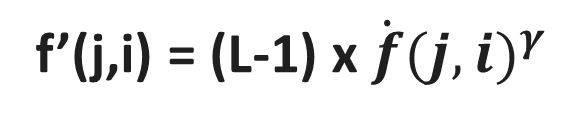 f’(j,i) = (L-1) x ḟ(j, i)ᵞ